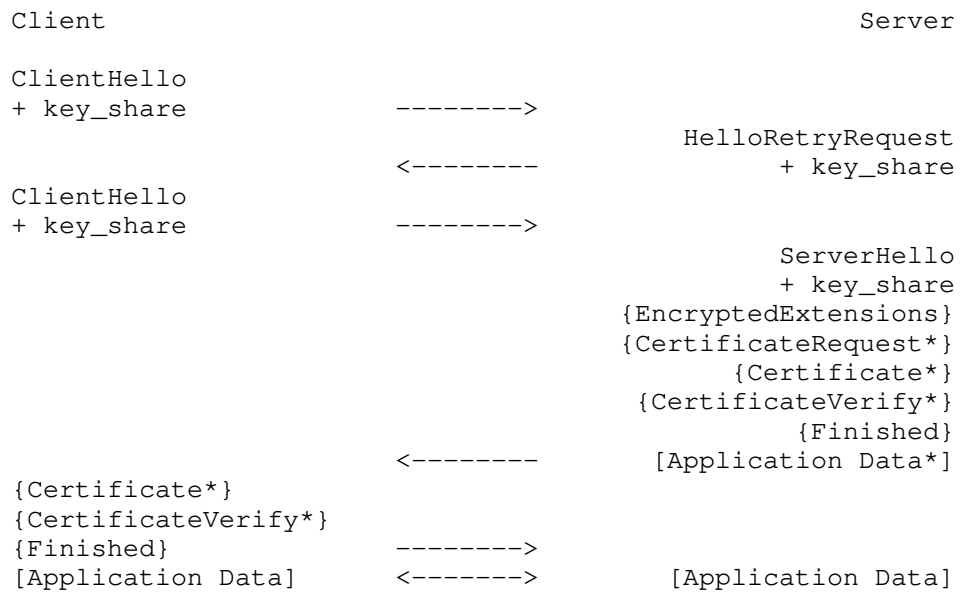 Client                                               Server

ClientHello
+ key_share             -------->
                                          HelloRetryRequest
                        <--------               + key_share
ClientHello
+ key_share             -------->
                                                ServerHello
                                                + key_share
                                      {EncryptedExtensions}
                                      {CertificateRequest*}
                                             {Certificate*}
                                       {CertificateVerify*}
                                                 {Finished}
                        <--------       [Application Data*]
{Certificate*}
{CertificateVerify*}
{Finished}              -------->
[Application Data]      <------->        [Application Data]